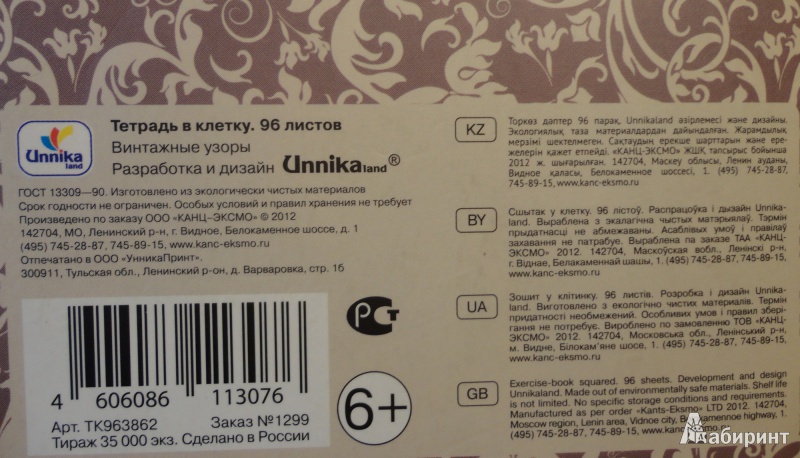 Unnika
land
Тетрадь в клетку. 96 листов
Винтажные узоры
Разработка и дизайн Unnikaland®
ГОСТ 13309—90. Изготовлено из экологически чистых материалов
Срок годности не ограничен. Особых условий и правил хранения не требует
Произведено по заказу ООО «КАНЦ-ЭКСМО» © 2012
142704, МО, Ленинский р-н, г. Видное, Белокаменное шоссе, д. 1
(495) 745-28-87, 745-89-15, www.kanc-eksmo.ru
Отпечатано в ООО «УнникаПринт».
300911, Тульская обл., Ленинский р-он, д. Варваровка, стр. 1б
4 606086 113076
Арт. ТК963862 Заказ №1299
Тираж 35 000 экз. Сделано в России
РСТ
6+
KZ
Торкөз дәптер 96 парақ. Unnikaland әзірлемесі және дизайны.
Экологиялық таза материалдардан дайындалған. Жарамдылық
мерзімі шектелмеген. Сақтаудың ерекше шарттарын және ере-
желерін қажет етпейді. «КАНЦ-ЭКСМО» ЖШҚ тапсырыс бойынша
2012 ж. шығарылған. 142704, Маскеу облысы, Ленин ауданы,
Видное қаласы, Белокаменное шоссесі, 1. (495) 745-28-87,
745-89-15, www.kanc-eksmo.ru
BY
Сшытак у клетку. 96 лістоў. Распрацоўка і дызайн Unnika-
land. Выраблена з экалагічна чыстых матэрыялаў. Тэрмін
прыдатнасці не абмежаваны. Асаблівых умоў і правілаў
захавання не патрабуе. Выраблена па заказе ТАА «КАНЦ-
ЭКСМО» © 2012. 142704, Маскоўская вобл., Ленінскі р-н,
г. Віднае, Белакаменнай шашы, 1. (495) 745-28-87, 745-89-15,
www.kanc-eksmo.ru
UA
Зошит у клітинку. 96 листів. Розробка і дизайн Unnika-
land. Виготовлено з екологічно чистих матеріалів. Термін
придатності необмежений. Особливих умов і правил збері-
гання не потребує. Вироблено по замовленню ТОВ «КАНЦ-
ЭКСМО» © 2012. 142704, Московська обл., Ленінський р-н,
м. Видне, Білокам'яне шосе, 1. (495) 745-28-87, 745-89-15,
www.kanc-eksmo.ru
GB
Exercise-book squared. 96 sheets. Development and design
Unnikaland. Made out of environmentally safe materials. Shelf life
is not limited. No specific storage conditions and requirements.
Manufactured as per order «Kants-Eksmo» LTD 2012. 142704,
Moscow region, Lenin area, Vidnoe city, Belokamennoe highway, 1.
(495) 745-28-87, 745-89-15, www.kanc-eksmo.ru
Лабиринт